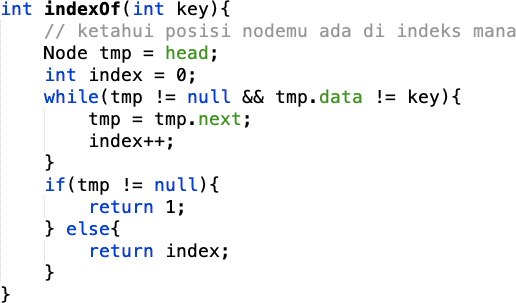 int indexOf(int key){
// ketahui posisi nodemu ada di indeks mana
Node tmp = head;
int index = 0;
while(tmp != null && tmp.data != key){
tmp = tmp.next;
index++;
}
if(tmp != null){
return 1;
} else{
return index;
}
}